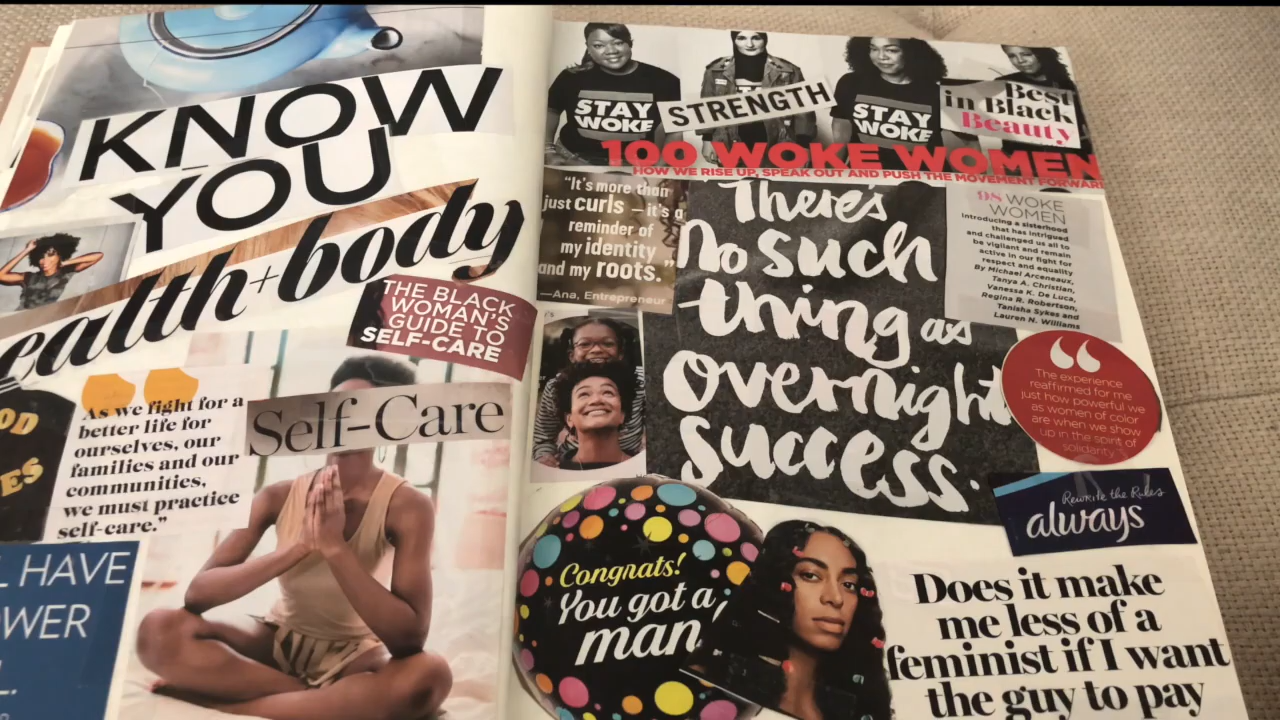 KNOW
YOU
ealth+body
THE BLACK
WOMAN'S
GUIDE TO
SELF-CARE
OD
ES
As we fight for a
better life for
ourselves, our
families and our
communities,
we must practice
self-care."
Self-Care
L HAVE
OWER
STAY
WOKE
STRENGTH
STAY
WOKE
Best
in Black
Beauty
100 WOKE WOMEN
HOW WE RISE UP, SPEAK OUT AND PUSH THE MOVEMENT FORWARD
"It's more than
just curls – it's a
reminder of
my identity
and my roots."
—Ana, Entrepreneur
There's
no such
thing as
overnight
success.
98 WOKE
WOMEN
Introducing a sisterhood
that has intrigued
and challenged us all to
be vigilant and remain
active in our fight for
respect and equality
By Michael Arceneaux,
Tanya A. Christian,
Vanessa K. De Luca,
Regina R. Robertson,
Tanisha Sykes and
Lauren N. Williams
The experience
reaffirmed for me
just how powerful we
as women of color
are when we show
up in the spirit of
solidarity."
Rewrite the Rules
always
Congrats!
You got a
man
Does it make
me less of a
feminist if I want
the guy to pay